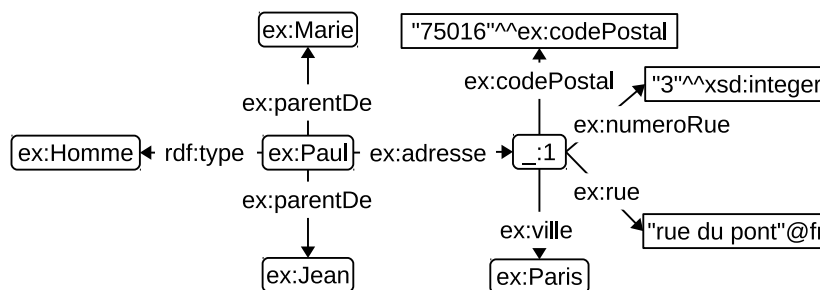 ex:Marie
"75016"^^ex:codePostal
ex:parentDe
ex:codePostal
"3"^^xsd:integer
ex:numeroRue
ex:Homme
rdf:type
ex:Paul
ex:adresse
_:1
ex:parentDe
ex:rue
ex:ville
"rue du pont"@fr
ex:Jean
ex:Paris